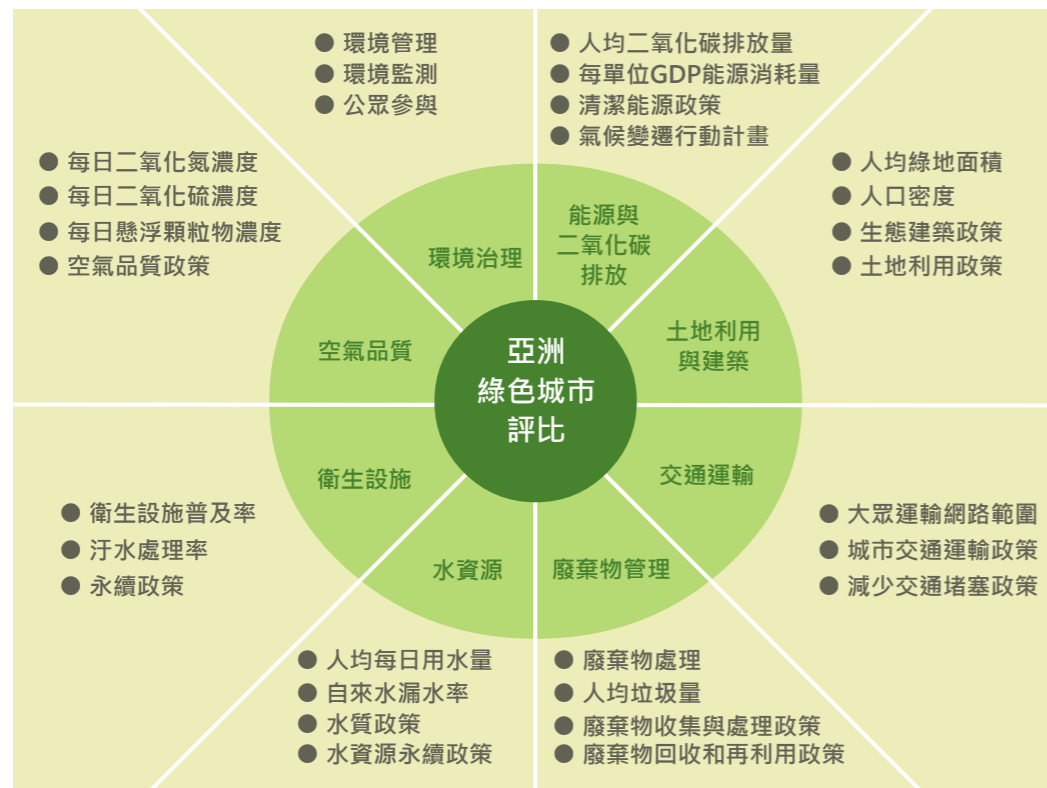 亞洲
綠色城市
評比
能源與
二氧化碳
排放
● 人均二氧化碳排放量
● 每單位GDP能源消耗量
● 清潔能源政策
● 氣候變遷行動計畫
土地利用
與建築
● 人均綠地面積
● 人口密度
● 生態建築政策
● 土地利用政策
交通運輸
● 大眾運輸網路範圍
● 城市交通運輸政策
● 減少交通堵塞政策
廢棄物管理
● 廢棄物處理
● 人均垃圾量
● 廢棄物收集與處理政策
● 廢棄物回收和再利用政策
水資源
● 人均每日用水量
● 自來水漏水率
● 水質政策
● 水資源永續政策
衛生設施
● 衛生設施普及率
● 汙水處理率
● 永續政策
空氣品質
● 每日二氧化氮濃度
● 每日二氧化硫濃度
● 每日懸浮顆粒物濃度
● 空氣品質政策
環境治理
● 環境管理
● 環境監測
● 公眾參與